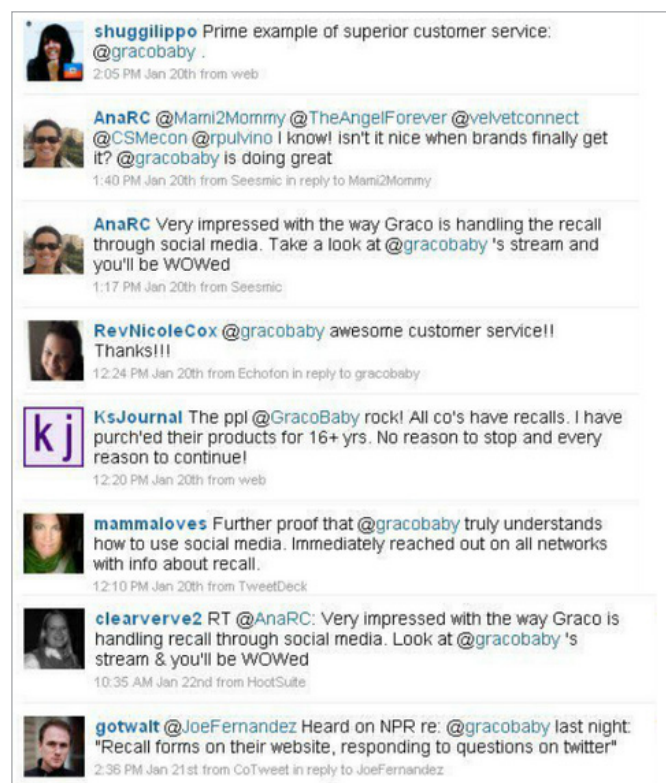 shuggilippo Prime example of superior customer service:
@gracobaby .
2:05 PM Jan 20th from web
AnaRC @Mami2Mommy @TheAngelForever @velvetconnect
@CSMecon @rpulvino I know! isn't it nice when brands finally get
it? @gracobaby is doing great
1:40 PM Jan 20th from Seesmic in reply to Mami2Mommy
AnaRC Very impressed with the way Graco is handling the recall
through social media. Take a look at @gracobaby 's stream and
you'll be WOWed
1:17 PM Jan 20th from Seesmic
RevNicoleCox @gracobaby awesome customer service!!
Thanks!!!
12:24 PM Jan 20th from Echofon in reply to gracobaby
kj
KsJournal The ppl @GracoBaby rock! All co's have recalls. I have
purch'ed their products for 16+ yrs. No reason to stop and every
reason to continue!
12:20 PM Jan 20th from web
mammaloves Further proof that @gracobaby truly understands
how to use social media. Immediately reached out on all networks
with info about recall.
12:10 PM Jan 20th from TweetDeck
clearverve2 RT @AnaRC: Very impressed with the way Graco is
handling recall through social media. Look at @gracobaby 's
stream & you'll be WOWed
10:35 AM Jan 22nd from HootSuite
gotwalt @JoeFernandez Heard on NPR re: @gracobaby last night:
"Recall forms on their website, responding to questions on twitter"
2:36 PM Jan 21st from CoTweet in reply to JoeFernandez